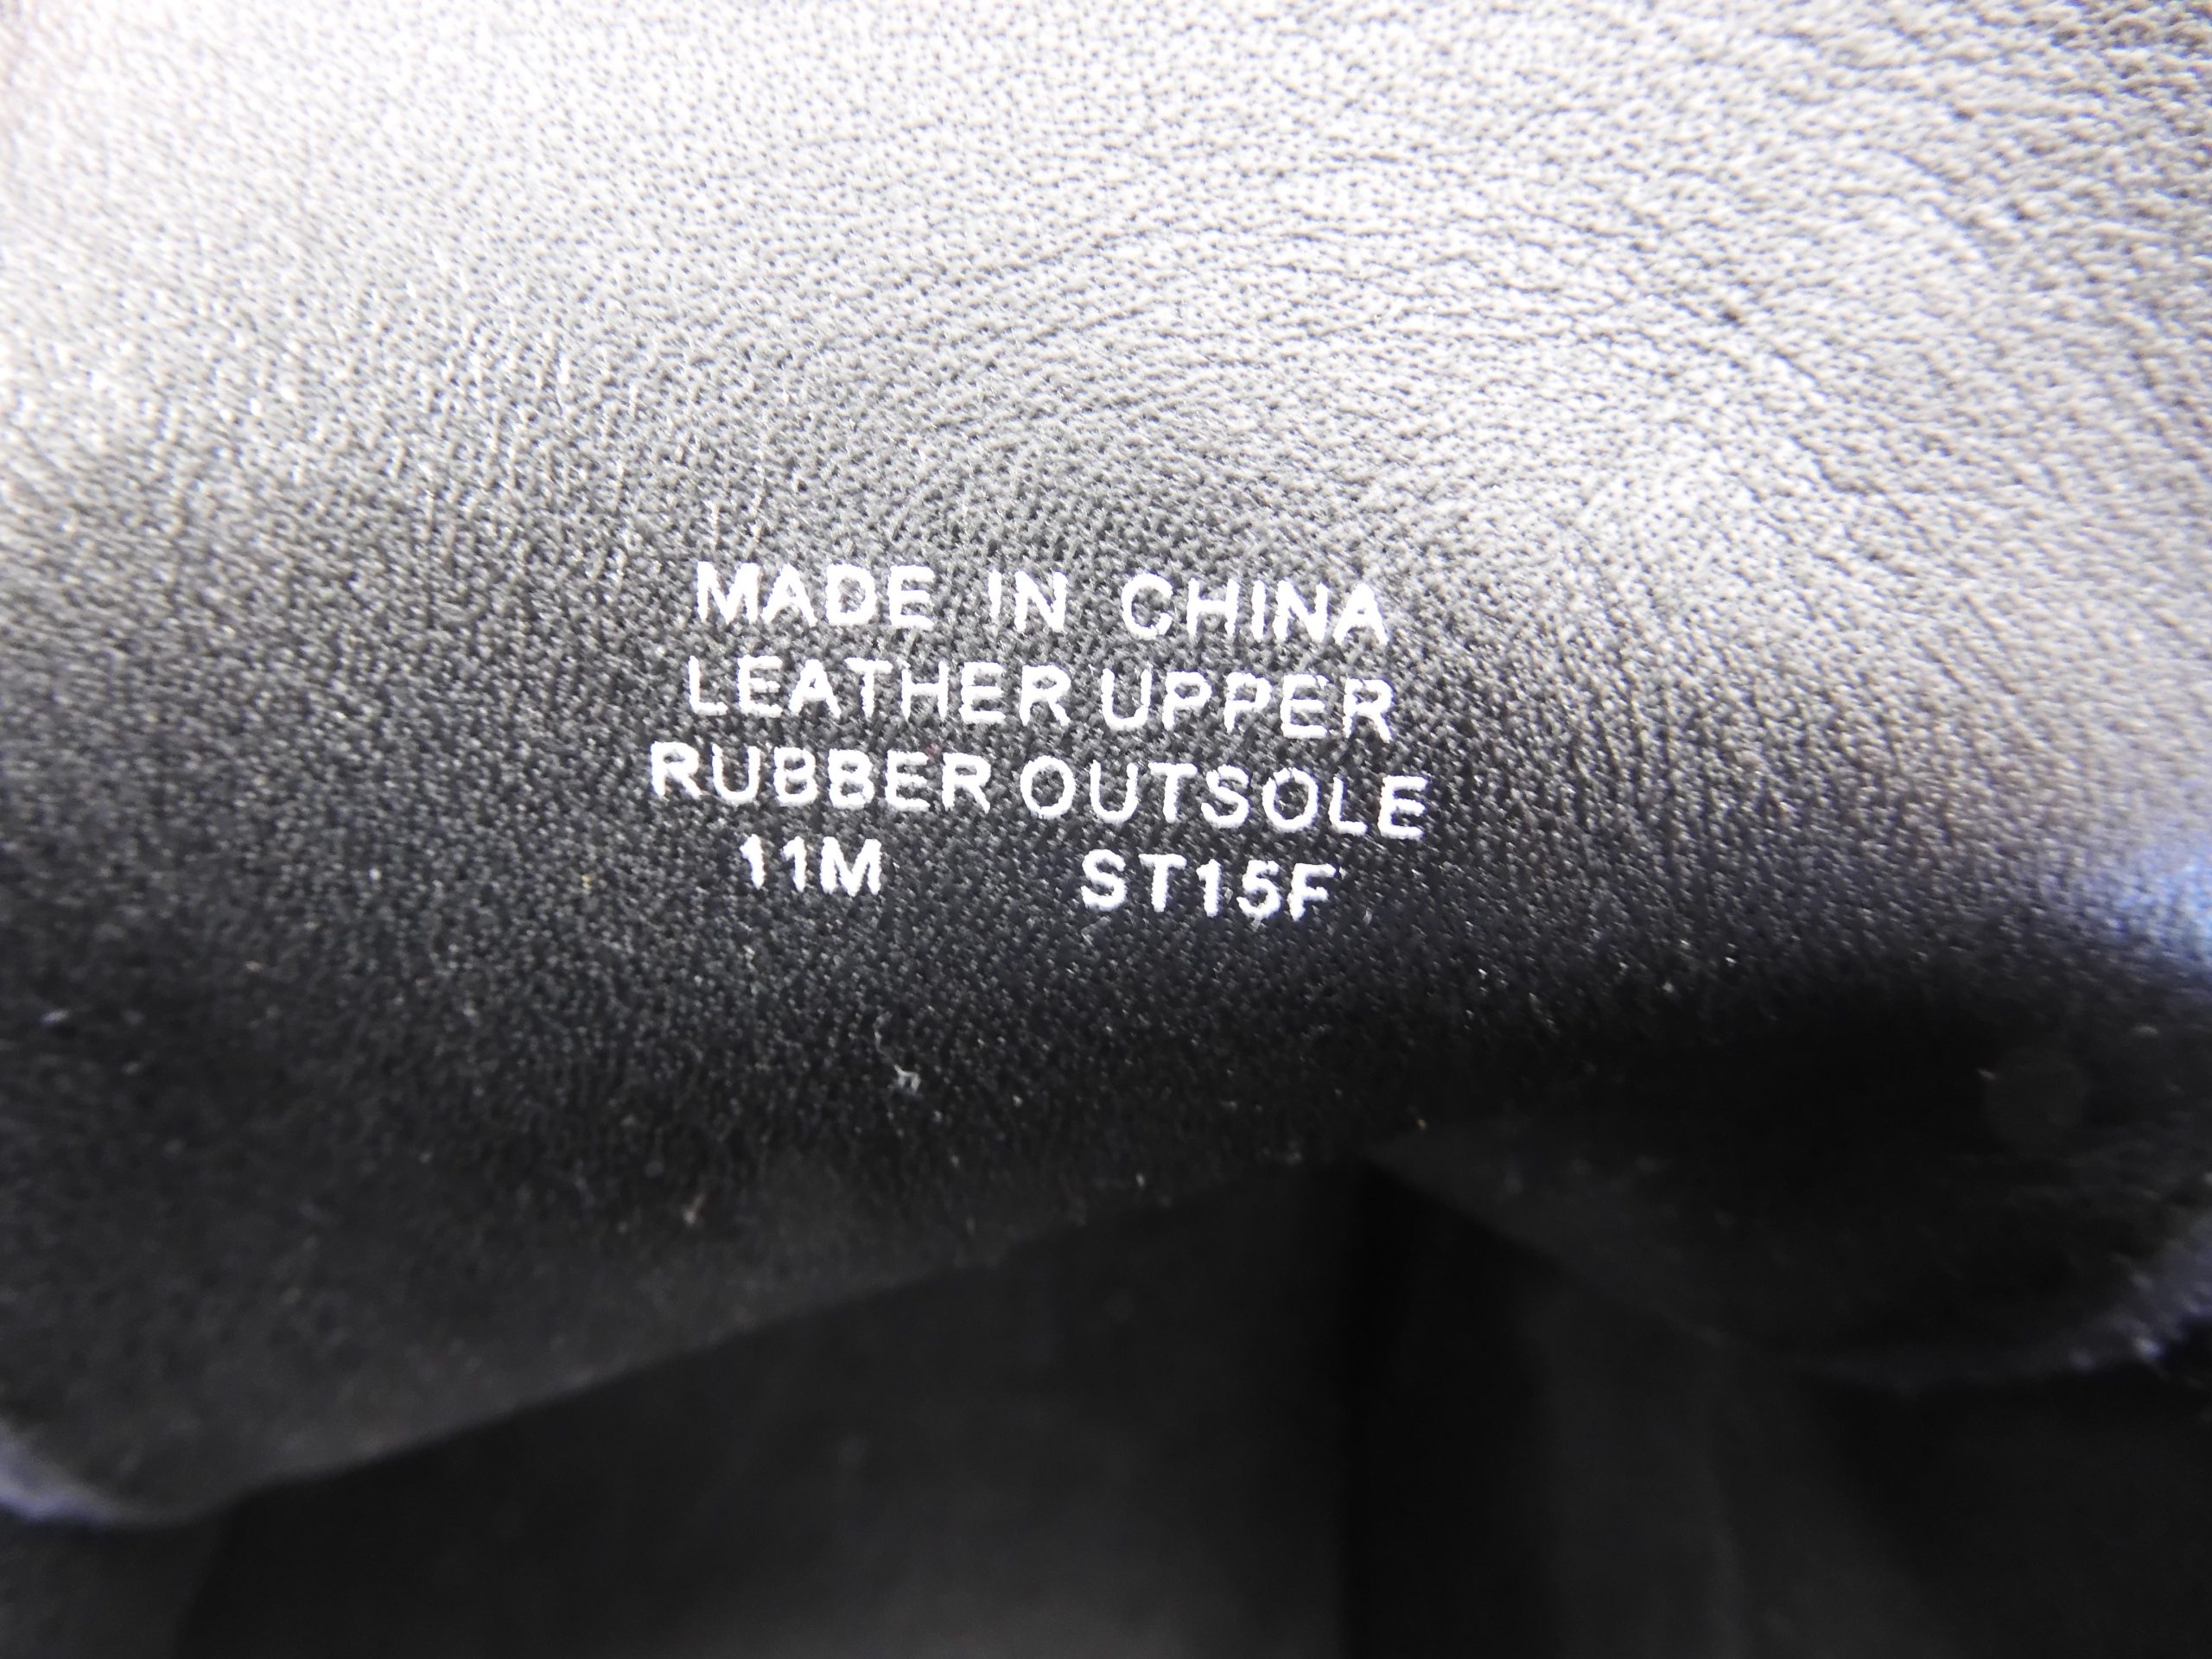 MADE IN CHINA
LEATHER UPPER
RUBBER OUTSOLE
11M ST15F